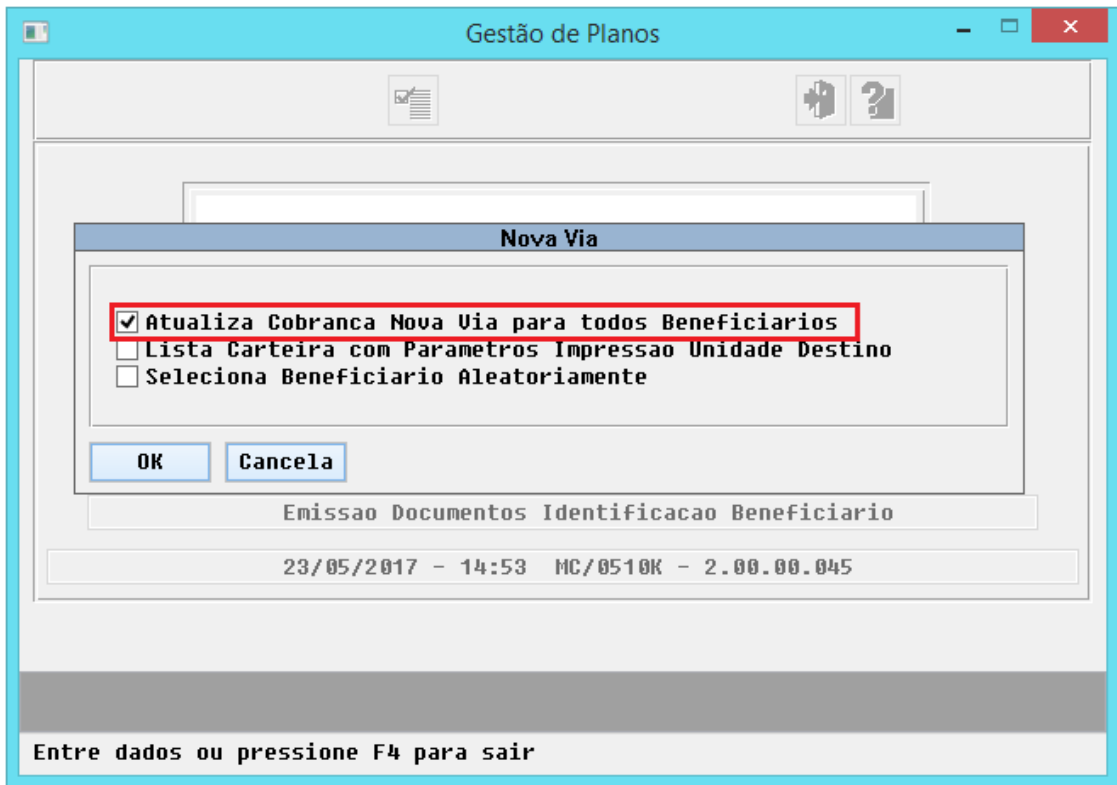 Gestão de Planos
Nova Via
Atualiza Cobranca Nova Via para todos Beneficiarios
Lista Carteira com Parametros Impressao Unidade Destino
Seleciona Beneficiario Aleatoriamente
OK Cancela
Emissao Documentos Identificacao Beneficiario
23/05/2017 - 14:53 MC/0510K - 2.00.00.045
Entre dados ou pressione F4 para sair